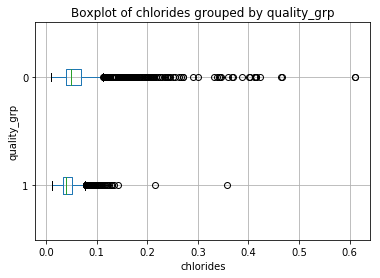 Boxplot of chlorides grouped by quality_grp
quality_grp
0
1
0.0 0.1 0.2 0.3 0.4 0.5 0.6
chlorides